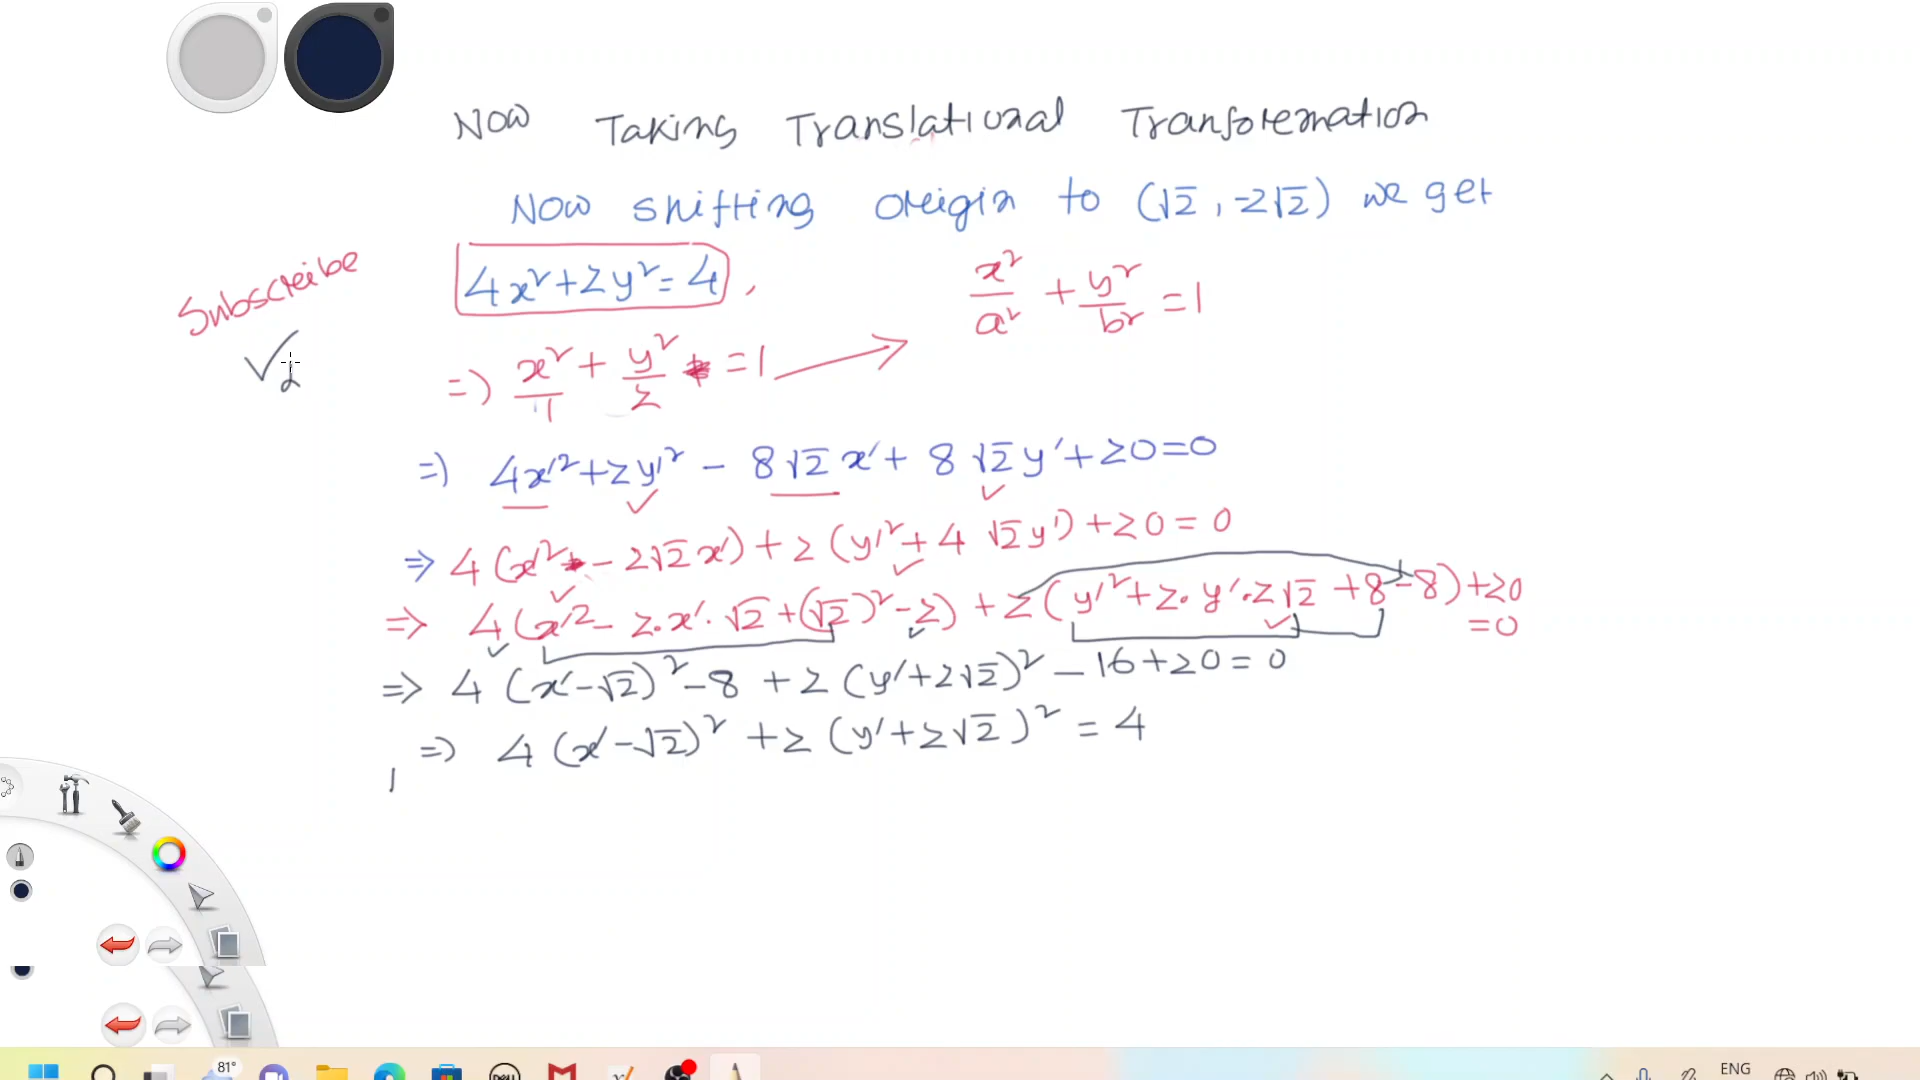 Now Taking Translational Transformation
Now shifting origin to (√2, -2√2) we get
Subscribe
4x² + 2y² = 4 ,
x²/a² + y²/b² = 1
√2
=) x²/1 + y²/2 = 1
=) 4x'² + 2y'² - 8√2 x' + 8√2 y' + 20 = 0
=> 4(x'² - 2√2 x') + 2(y'² + 4√2 y') + 20 = 0
=> 4(x'² - 2.x'.√2 + (√2)² - 2) + 2(y'² + 2.y'.2√2 + 8 - 8) + 20 = 0
=> 4(x' - √2)² - 8 + 2(y' + 2√2)² - 16 + 20 = 0
=) 4(x' - √2)² + 2(y' + 2√2)² = 4
81°
DELL
ENG